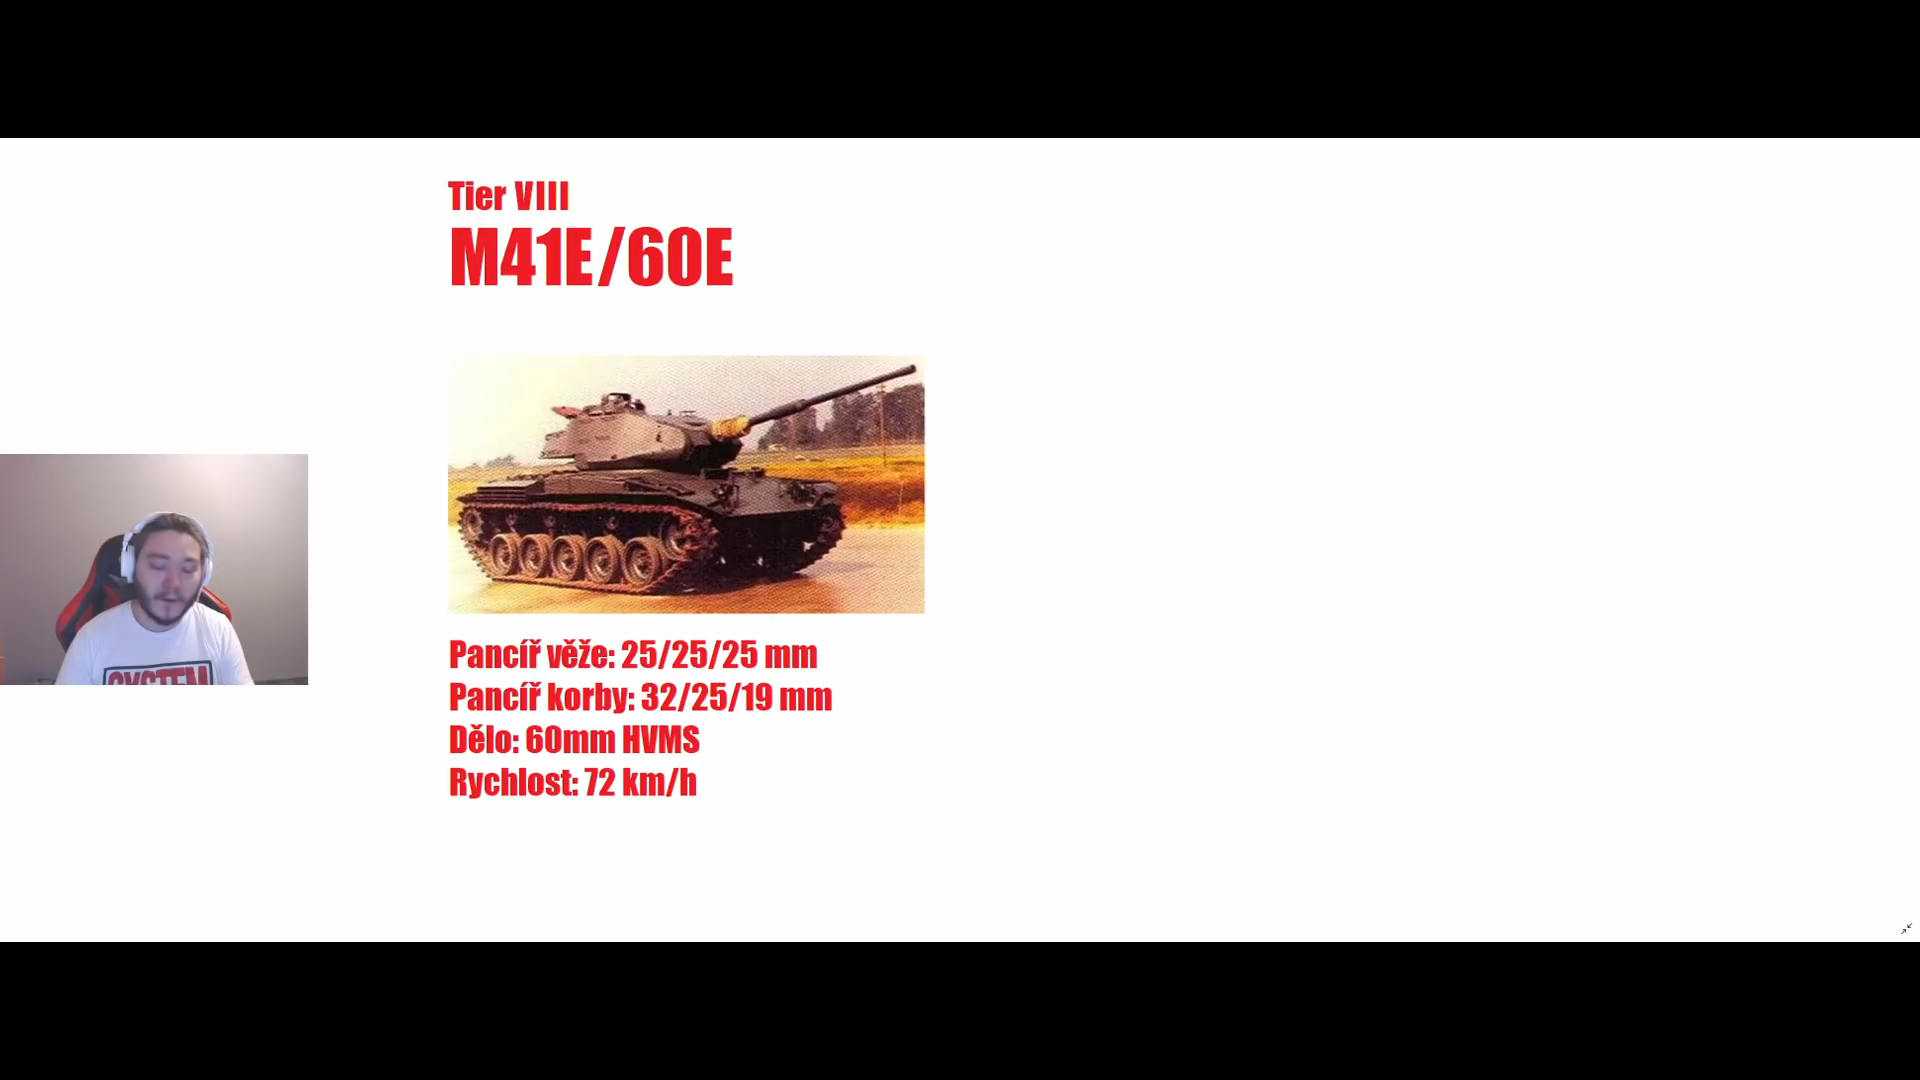 Tier VIII
M41E/60E
Pancíř věže: 25/25/25 mm
Pancíř korby: 32/25/19 mm
Dělo: 60mm HVMS
Rychlost: 72 km/h
SYSTEM